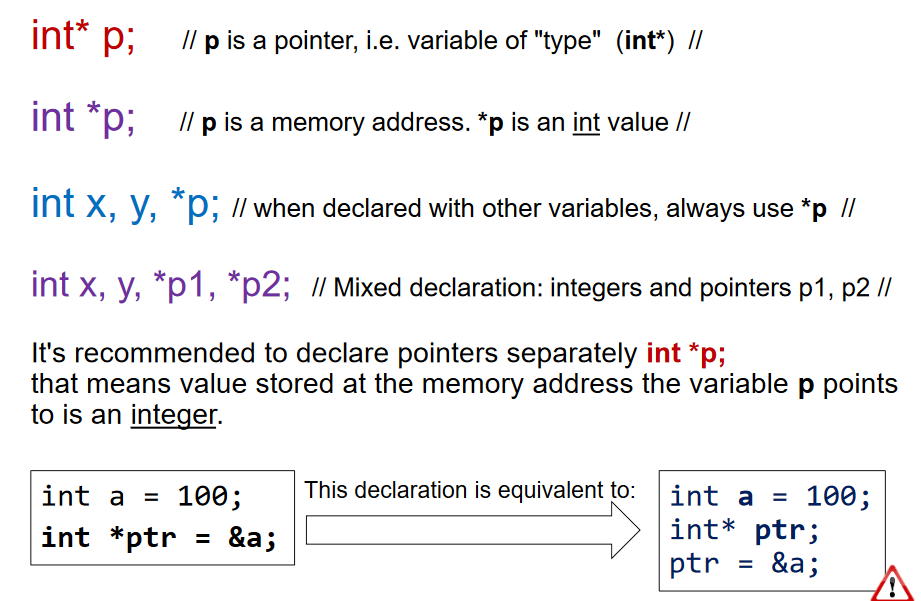 int* p; // p is a pointer, i.e. variable of "type" (int*) //
int *p; // p is a memory address. *p is an int value //
int x, y, *p; // when declared with other variables, always use *p //
int x, y, *p1, *p2; // Mixed declaration: integers and pointers p1, p2 //
It's recommended to declare pointers separately int *p;
that means value stored at the memory address the variable p points
to is an integer.
int a = 100;
int *ptr = &a;
This declaration is equivalent to:
int a = 100;
int* ptr;
ptr = &a;
!